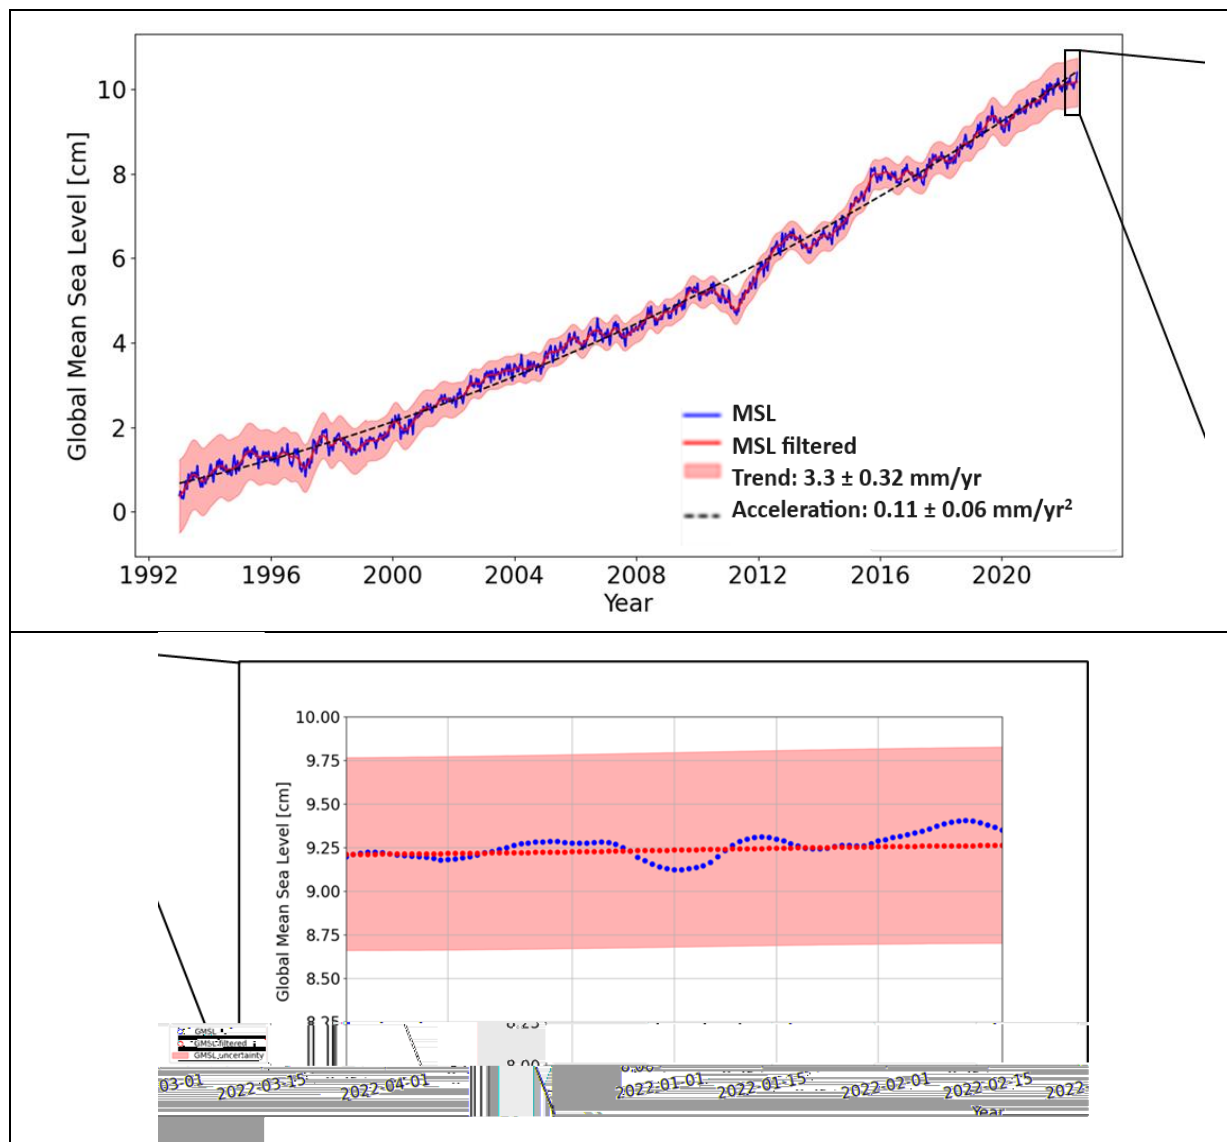 10
8
6
4
2
0
Global Mean Sea Level [cm]
MSL
MSL filtered
Trend: 3.3 ± 0.32 mm/yr
Acceleration: 0.11 ± 0.06 mm/yr²
1992 1996 2000 2004 2008 2012 2016 2020
Year
10.00
9.75
9.50
9.25
9.00
8.75
8.50
Global Mean Sea Level [cm]
GMSL
GMSL filtered
GMSL uncertainty
8.00
03-01 2022-03-15 2022-04-01 2022-01-01 2022-01-15 2022-02-01 2022-02-15 2022-
Year